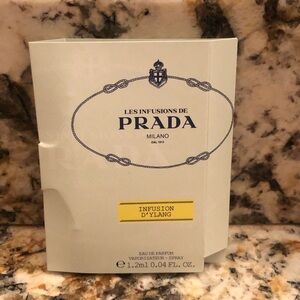 LES INFUSIONS DE
PRADA
MILANO
DAL 1913
INFUSION
D'YLANG
EAU DE PARFUM
VAPORISATEUR - SPRAY
℮ 1.2ml 0.04 FL. OZ.